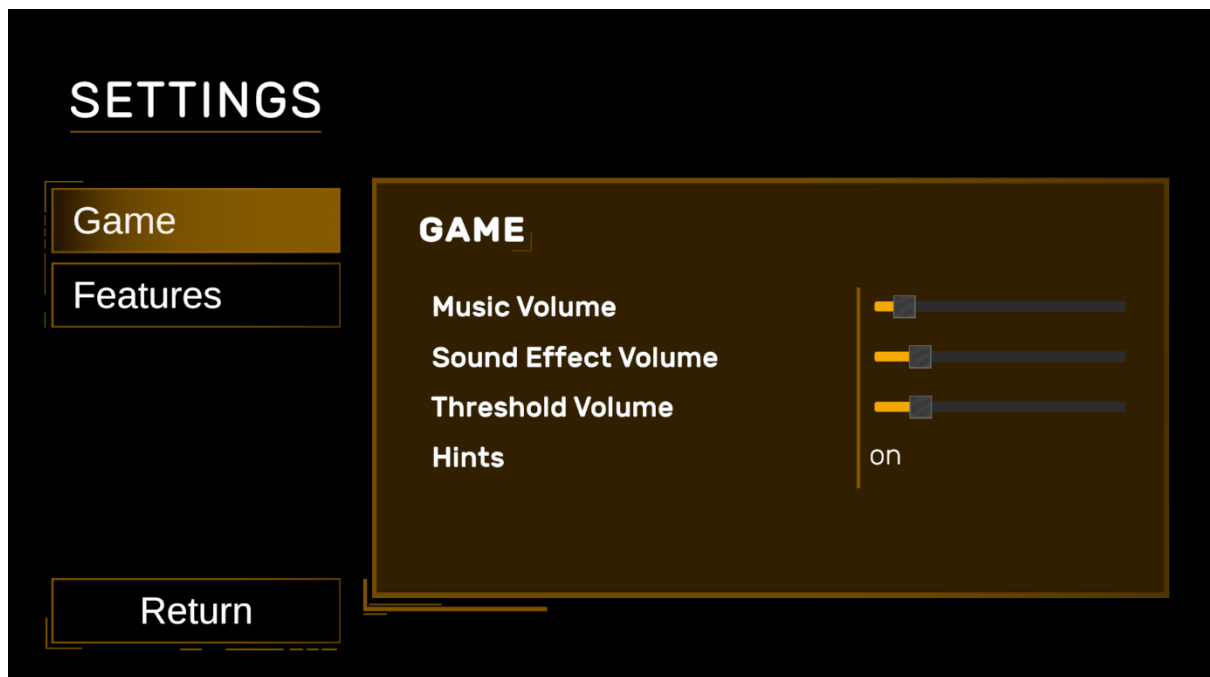 SETTINGS
Game
Features
Return
GAME
Music Volume
Sound Effect Volume
Threshold Volume
Hints
on